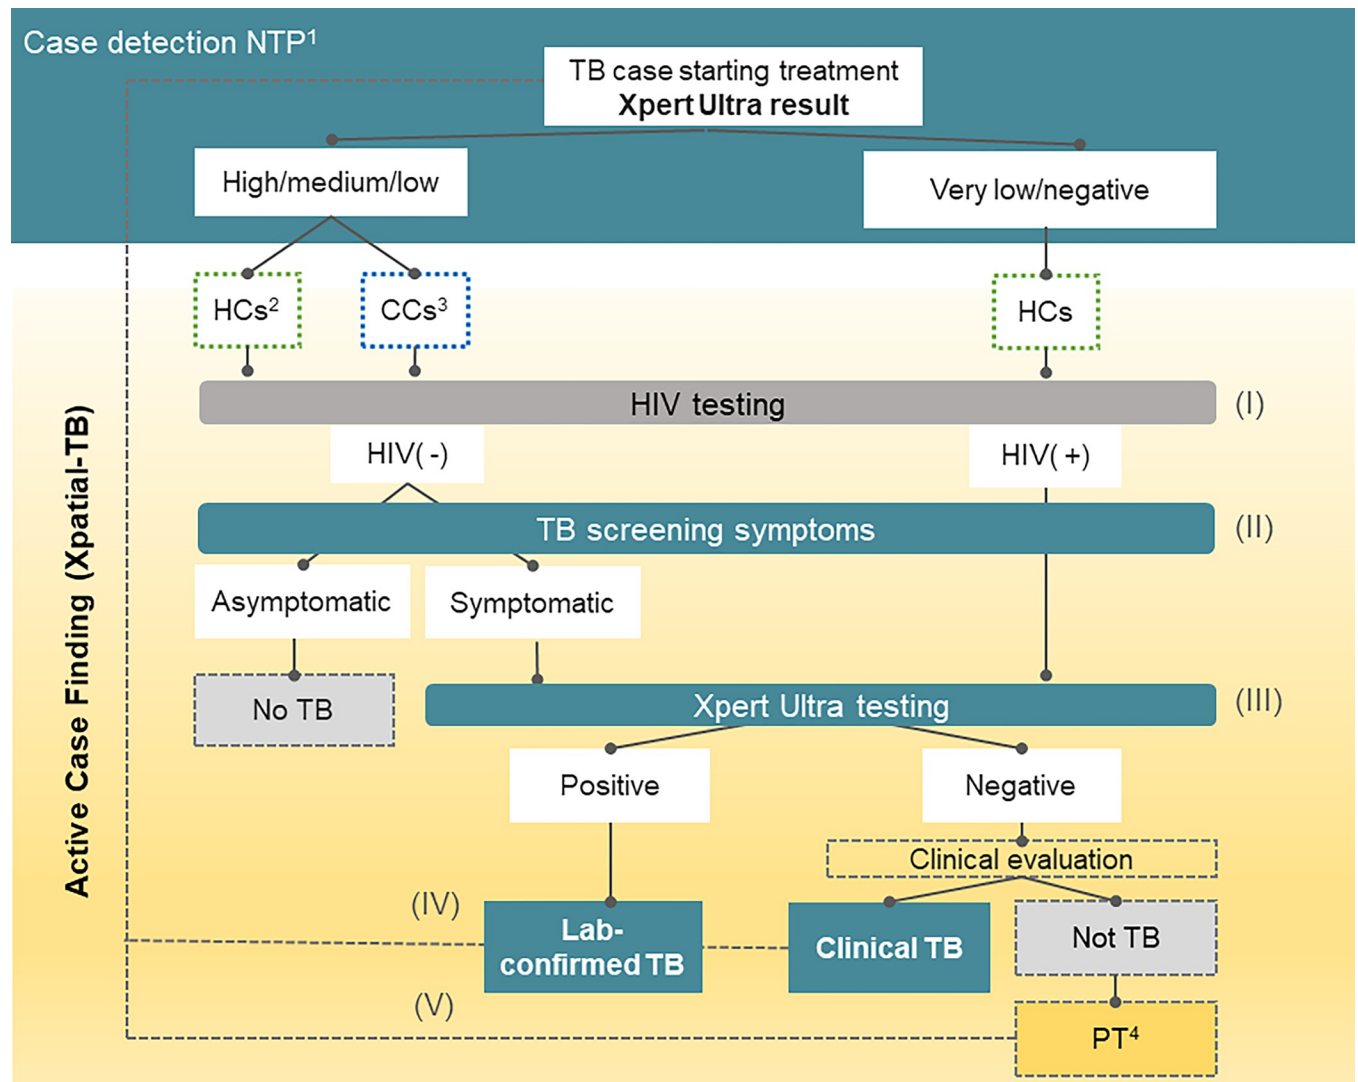 Case detection NTP¹
TB case starting treatment
Xpert Ultra result
High/medium/low
Very low/negative
HCs²
CCs³
HCs
HIV testing
(I)
HIV( -)
HIV( +)
TB screening symptoms
(II)
Asymptomatic
Symptomatic
No TB
Xpert Ultra testing
(III)
Positive
Negative
Clinical evaluation
(IV)
Lab-
confirmed TB
Clinical TB
Not TB
(V)
PT⁴
Active Case Finding (Xpatial-TB)